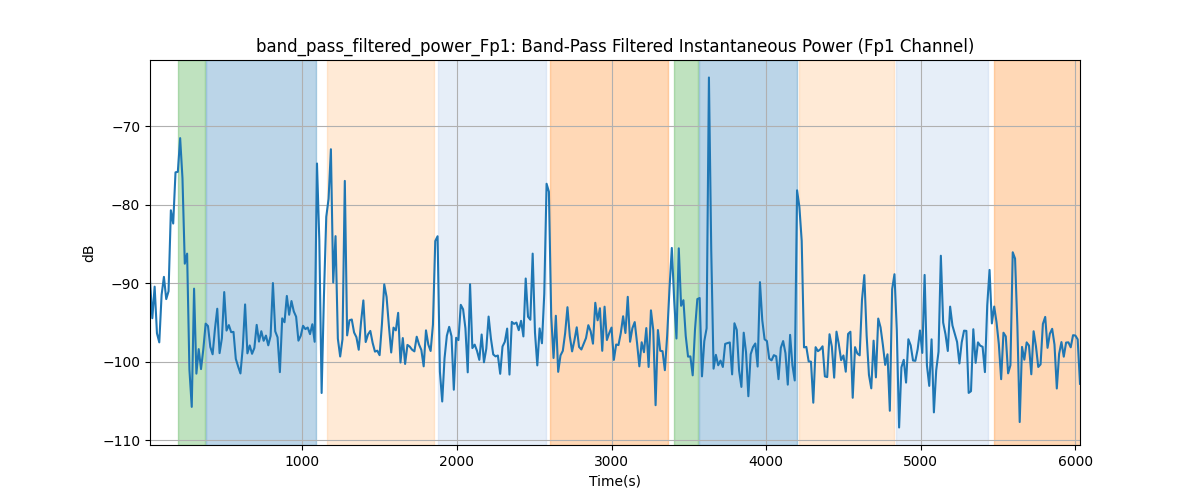 band_pass_filtered_power_Fp1: Band-Pass Filtered Instantaneous Power (Fp1 Channel)
−70
−80
−90
−100
−110
dB
1000 2000 3000 4000 5000 6000
Time(s)